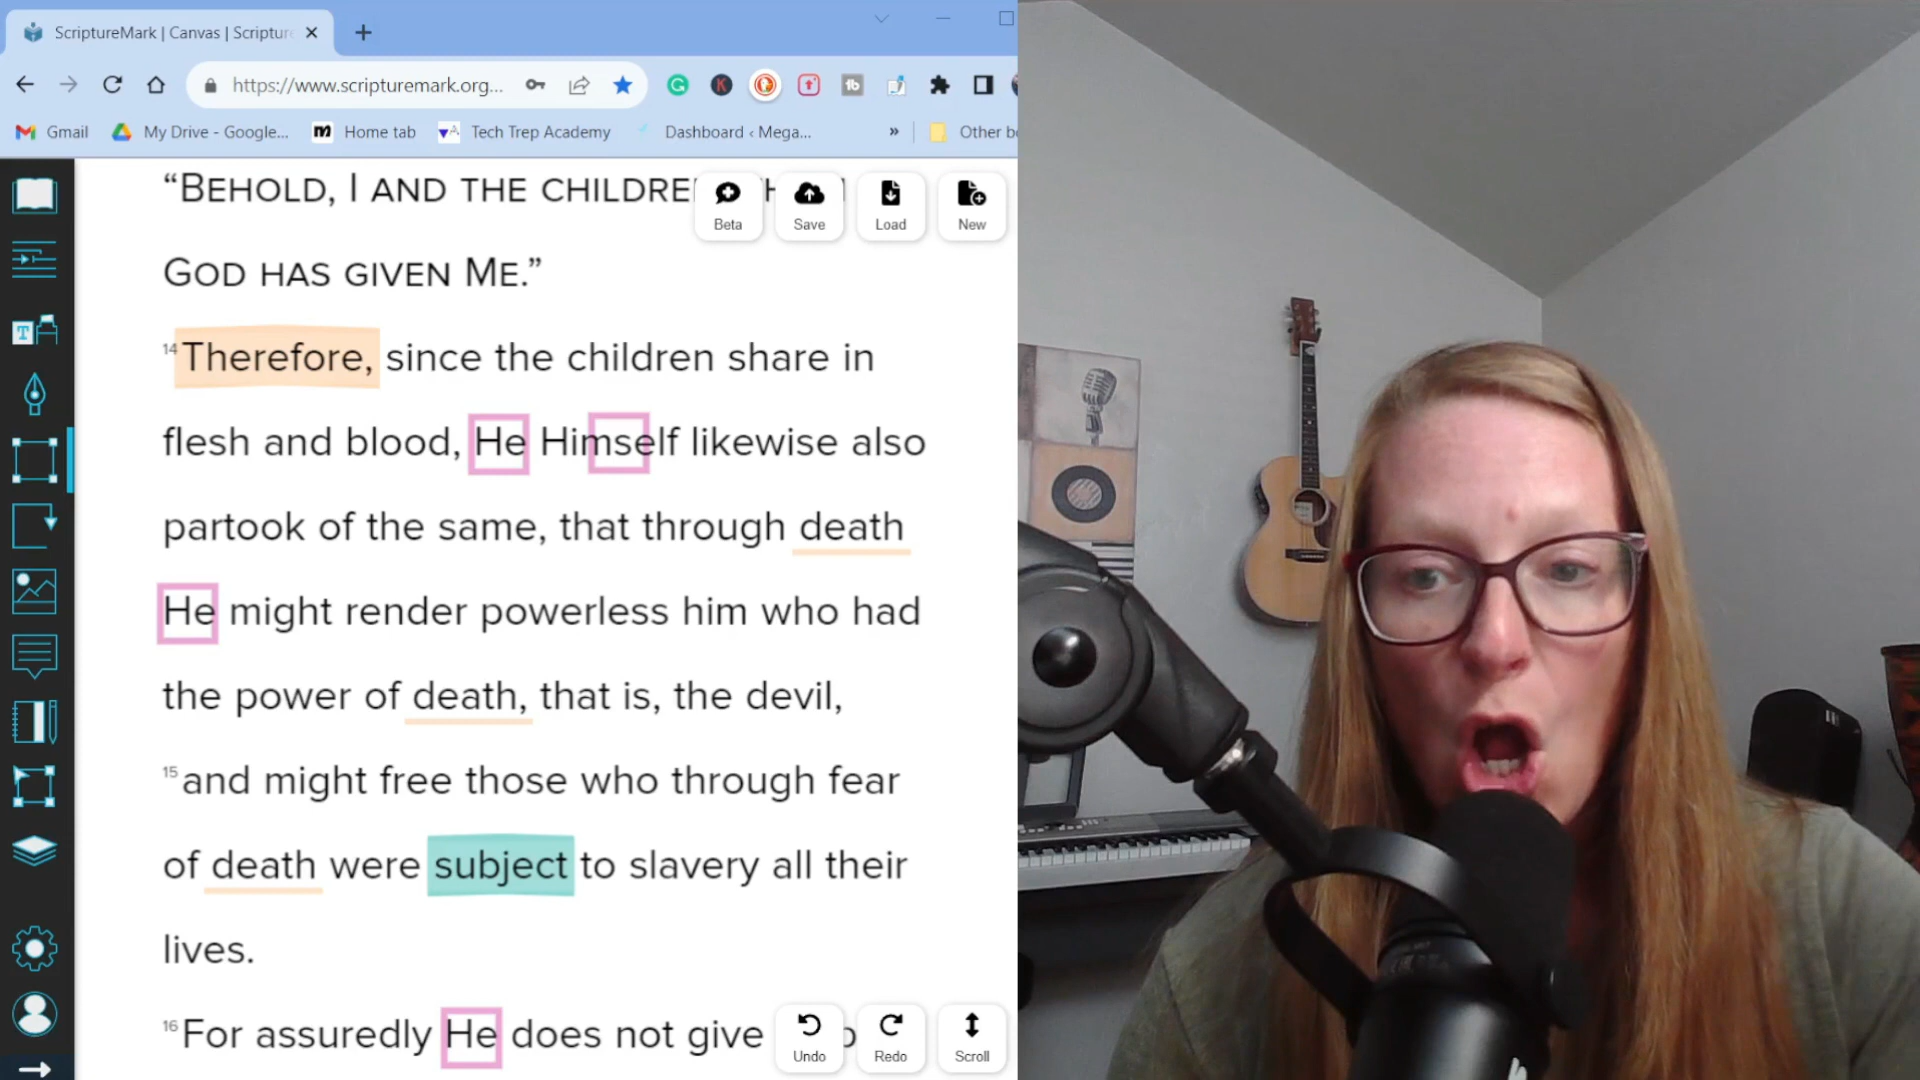 ScriptureMark | Canvas | Scriptur
https://www.scripturemark.org...
Gmail My Drive - Google... Home tab Tech Trep Academy Dashboard ‹ Mega... » Other b
“BEHOLD, I AND THE CHILDREN
Beta Save Load New
GOD HAS GIVEN ME.”
14 Therefore, since the children share in
flesh and blood, He Himself likewise also
partook of the same, that through death
He might render powerless him who had
the power of death, that is, the devil,
15 and might free those who through fear
of death were subject to slavery all their
lives.
16 For assuredly He does not give
Undo Redo Scroll